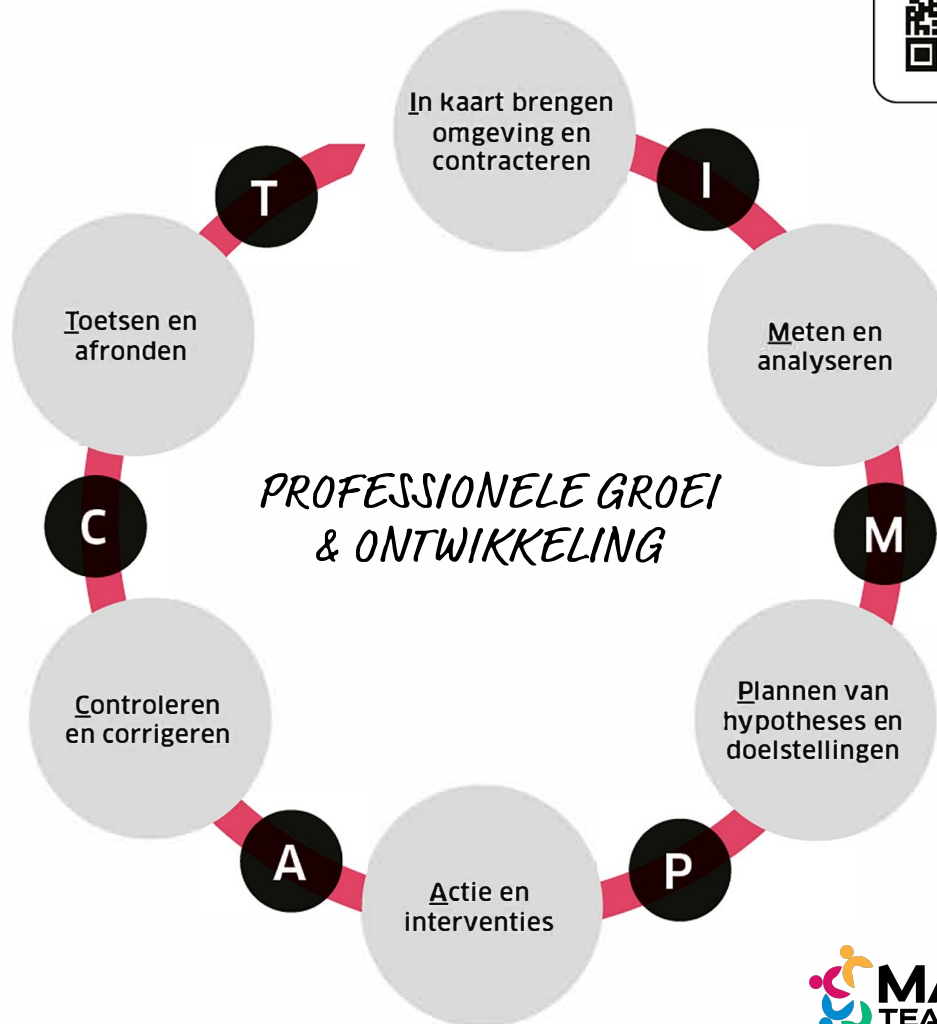 In kaart brengen
omgeving en
contracteren
I
Meten en
analyseren
M
Plannen van
hypotheses en
doelstellingen
P
Actie en
interventies
A
Controleren
en corrigeren
C
Toetsen en
afronden
T
PROFESSIONELE GROEI
& ONTWIKKELING